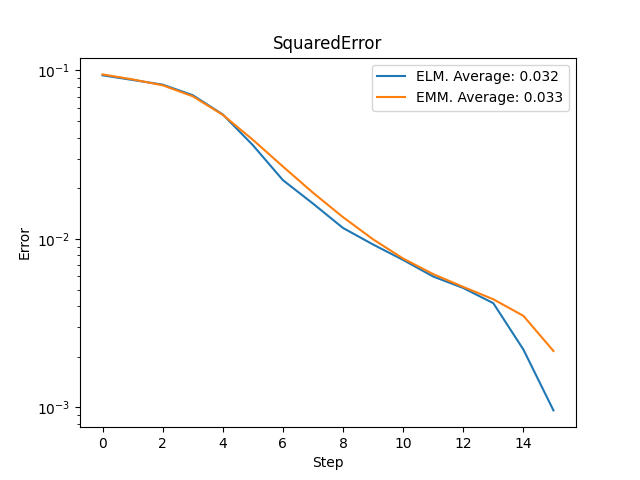 SquaredError
ELM. Average: 0.032
EMM. Average: 0.033
Error
10⁻¹
10⁻²
10⁻³
0 2 4 6 8 10 12 14
Step